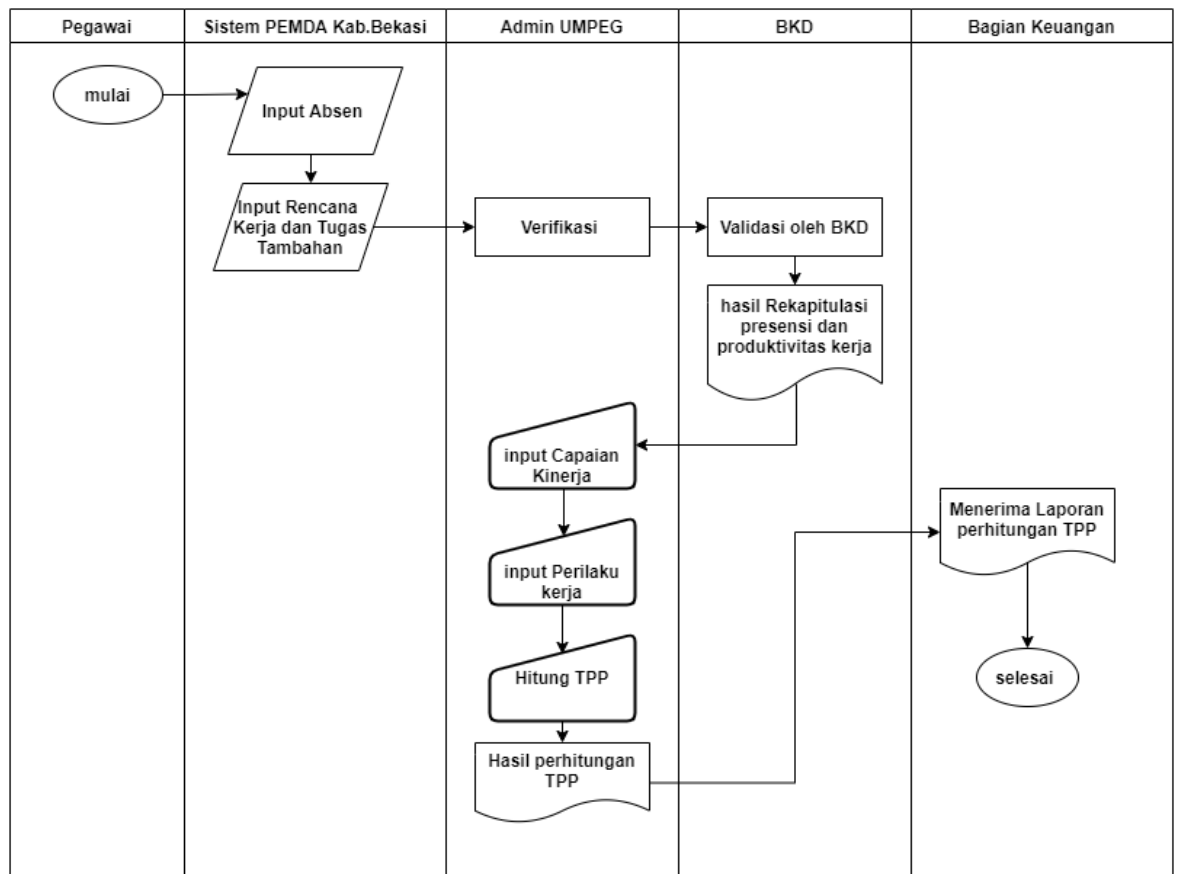 Pegawai
Sistem PEMDA Kab.Bekasi
Admin UMPEG
BKD
Bagian Keuangan
mulai
Input Absen
Input Rencana
Kerja dan Tugas
Tambahan
Verifikasi
Validasi oleh BKD
hasil Rekapitulasi
presensi dan
produktivitas kerja
input Capaian
Kinerja
input Perilaku
kerja
Hitung TPP
Hasil perhitungan
TPP
Menerima Laporan
perhitungan TPP
selesai